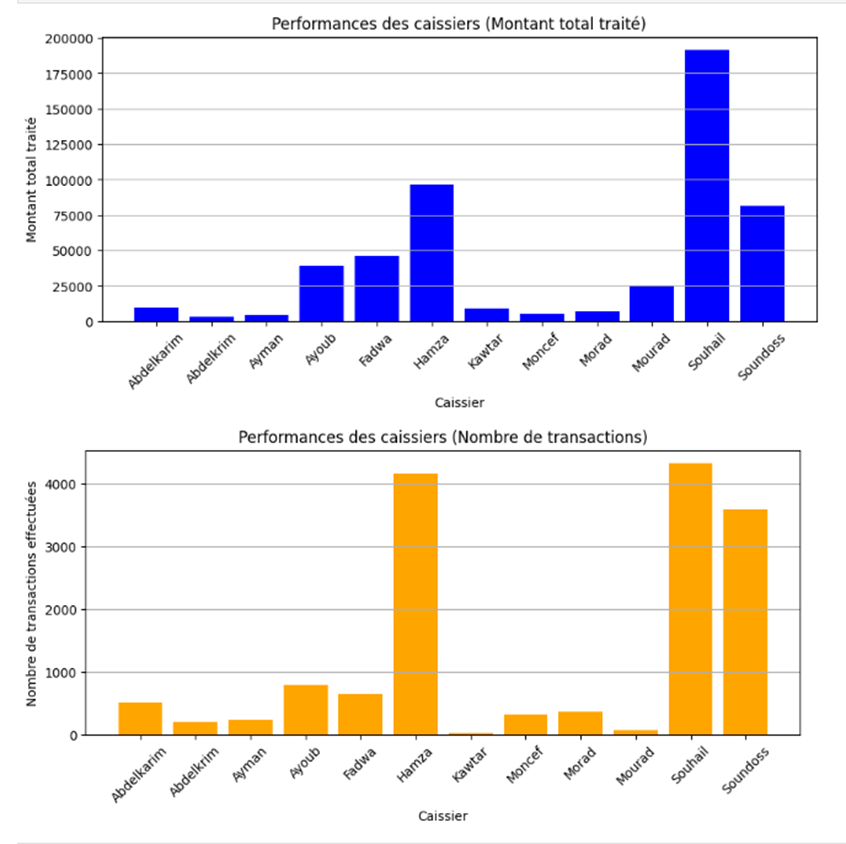 Performances des caissiers (Montant total traité)
200000
175000
150000
125000
100000
75000
50000
25000
0
Montant total traité
Abdelkarim
Abdelkrim
Ayman
Ayoub
Fadwa
Hamza
Kawtar
Moncef
Morad
Mourad
Souhail
Soundoss
Caissier
Performances des caissiers (Nombre de transactions)
4000
3000
2000
1000
0
Nombre de transactions effectuées
Abdelkarim
Abdelkrim
Ayman
Ayoub
Fadwa
Hamza
Kawtar
Moncef
Morad
Mourad
Souhail
Soundoss
Caissier